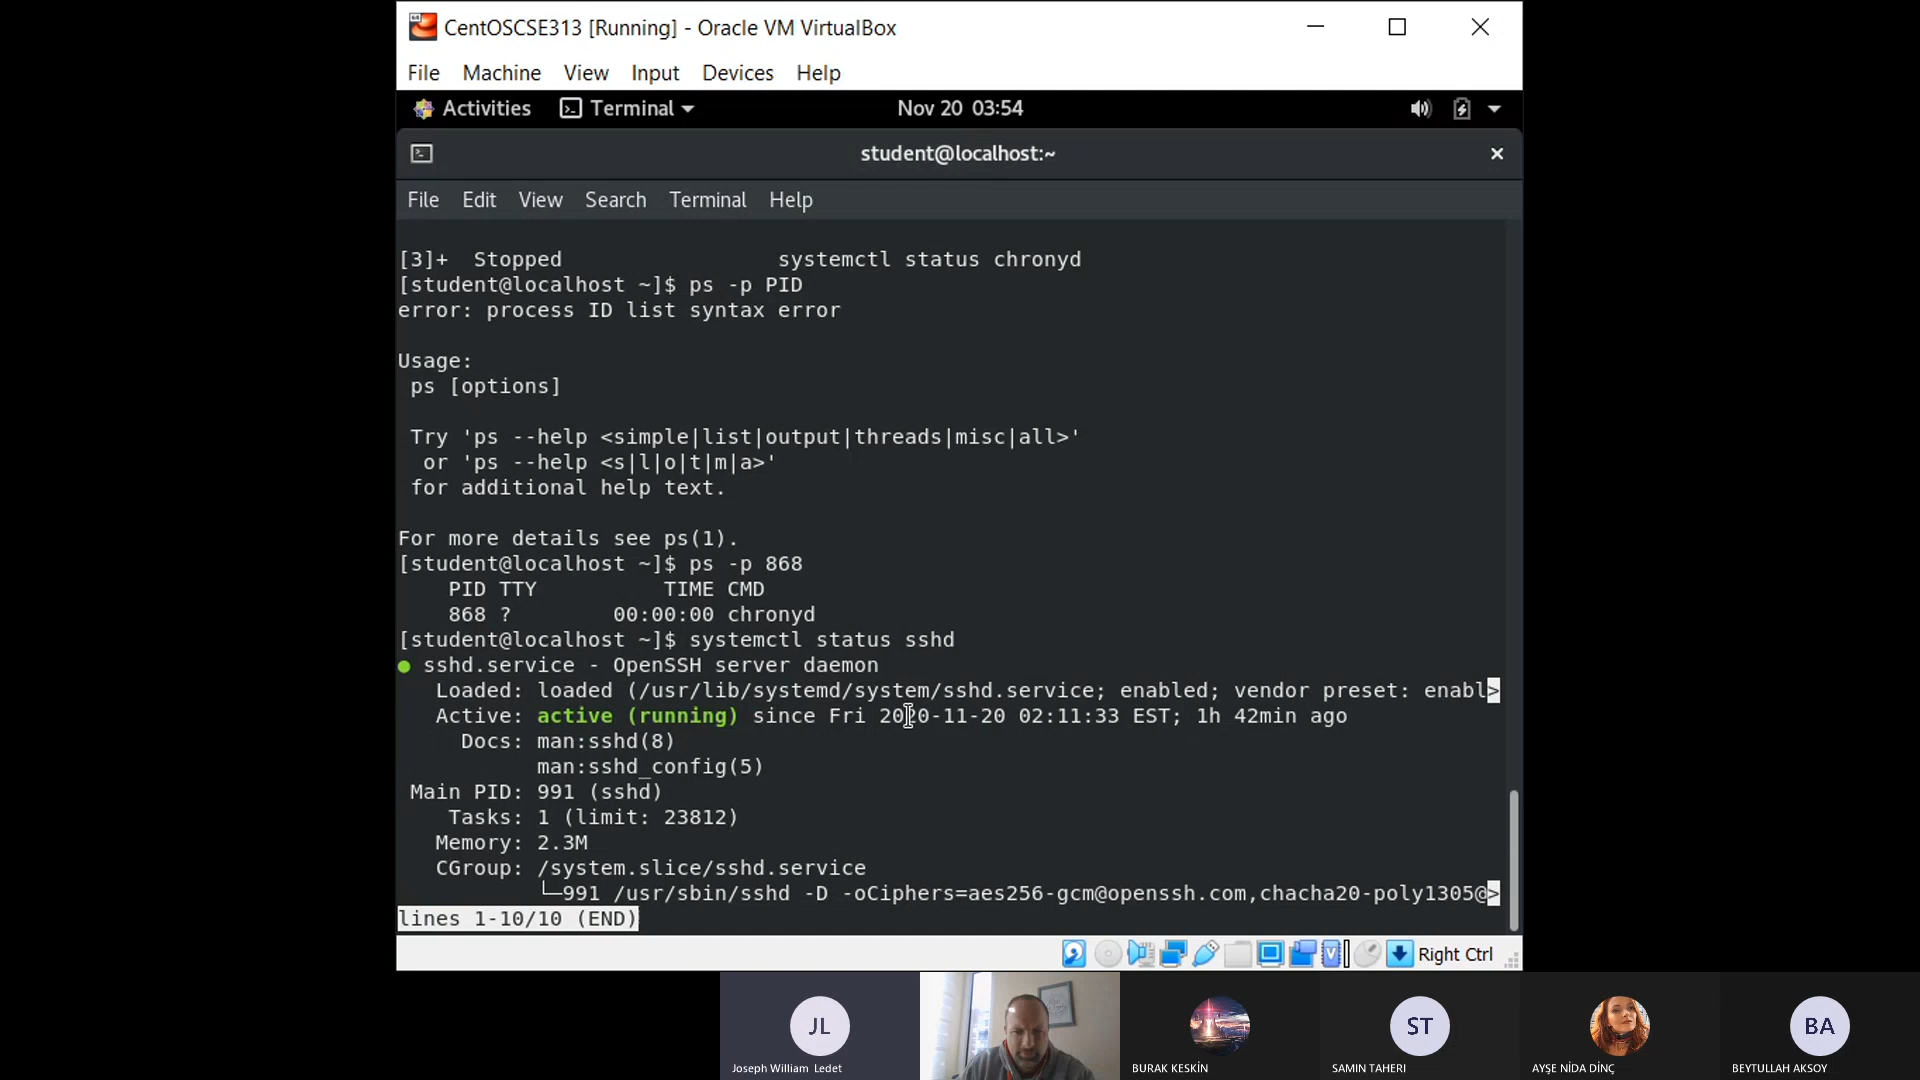 CentOSCSE313 [Running] - Oracle VM VirtualBox
File Machine View Input Devices Help
Activities Terminal Nov 20 03:54
student@localhost:~
File Edit View Search Terminal Help
[3]+  Stopped                 systemctl status chronyd
[student@localhost ~]$ ps -p PID
error: process ID list syntax error
Usage:
 ps [options]
 Try 'ps --help <simple|list|output|threads|misc|all>'
  or 'ps --help <s|l|o|t|m|a>'
 for additional help text.
For more details see ps(1).
[student@localhost ~]$ ps -p 868
    PID TTY          TIME CMD
    868 ?        00:00:00 chronyd
[student@localhost ~]$ systemctl status sshd
● sshd.service - OpenSSH server daemon
   Loaded: loaded (/usr/lib/systemd/system/sshd.service; enabled; vendor preset: enabl>
   Active: active (running) since Fri 2020-11-20 02:11:33 EST; 1h 42min ago
     Docs: man:sshd(8)
           man:sshd_config(5)
 Main PID: 991 (sshd)
    Tasks: 1 (limit: 23812)
   Memory: 2.3M
   CGroup: /system.slice/sshd.service
           └─991 /usr/sbin/sshd -D -oCiphers=aes256-gcm@openssh.com,chacha20-poly1305@>
lines 1-10/10 (END)
Right Ctrl
JL
ST
BA
Joseph William Ledet
BURAK KESKİN
SAMIN TAHERI
AYŞE NİDA DİNÇ
BEYTULLAH AKSOY